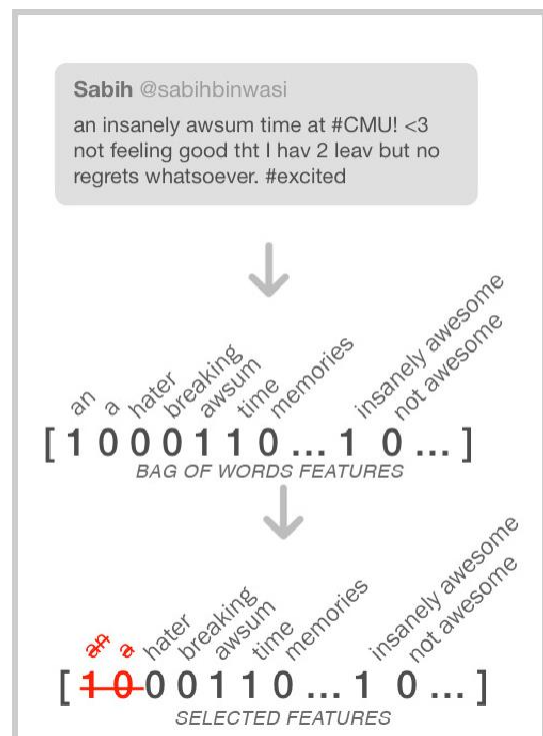 Sabih @sabihbinwasi
an insanely awsum time at #CMU! <3
not feeling good tht I hav 2 leav but no
regrets whatsoever. #excited
an a hater breaking awsum time memories insanely awesome not awesome
[ 1 0 0 0 1 1 0 ... 1 0 ... ]
BAG OF WORDS FEATURES
an a hater breaking awsum time memories insanely awesome not awesome
[ 1 0 0 0 1 1 0 ... 1 0 ... ]
SELECTED FEATURES